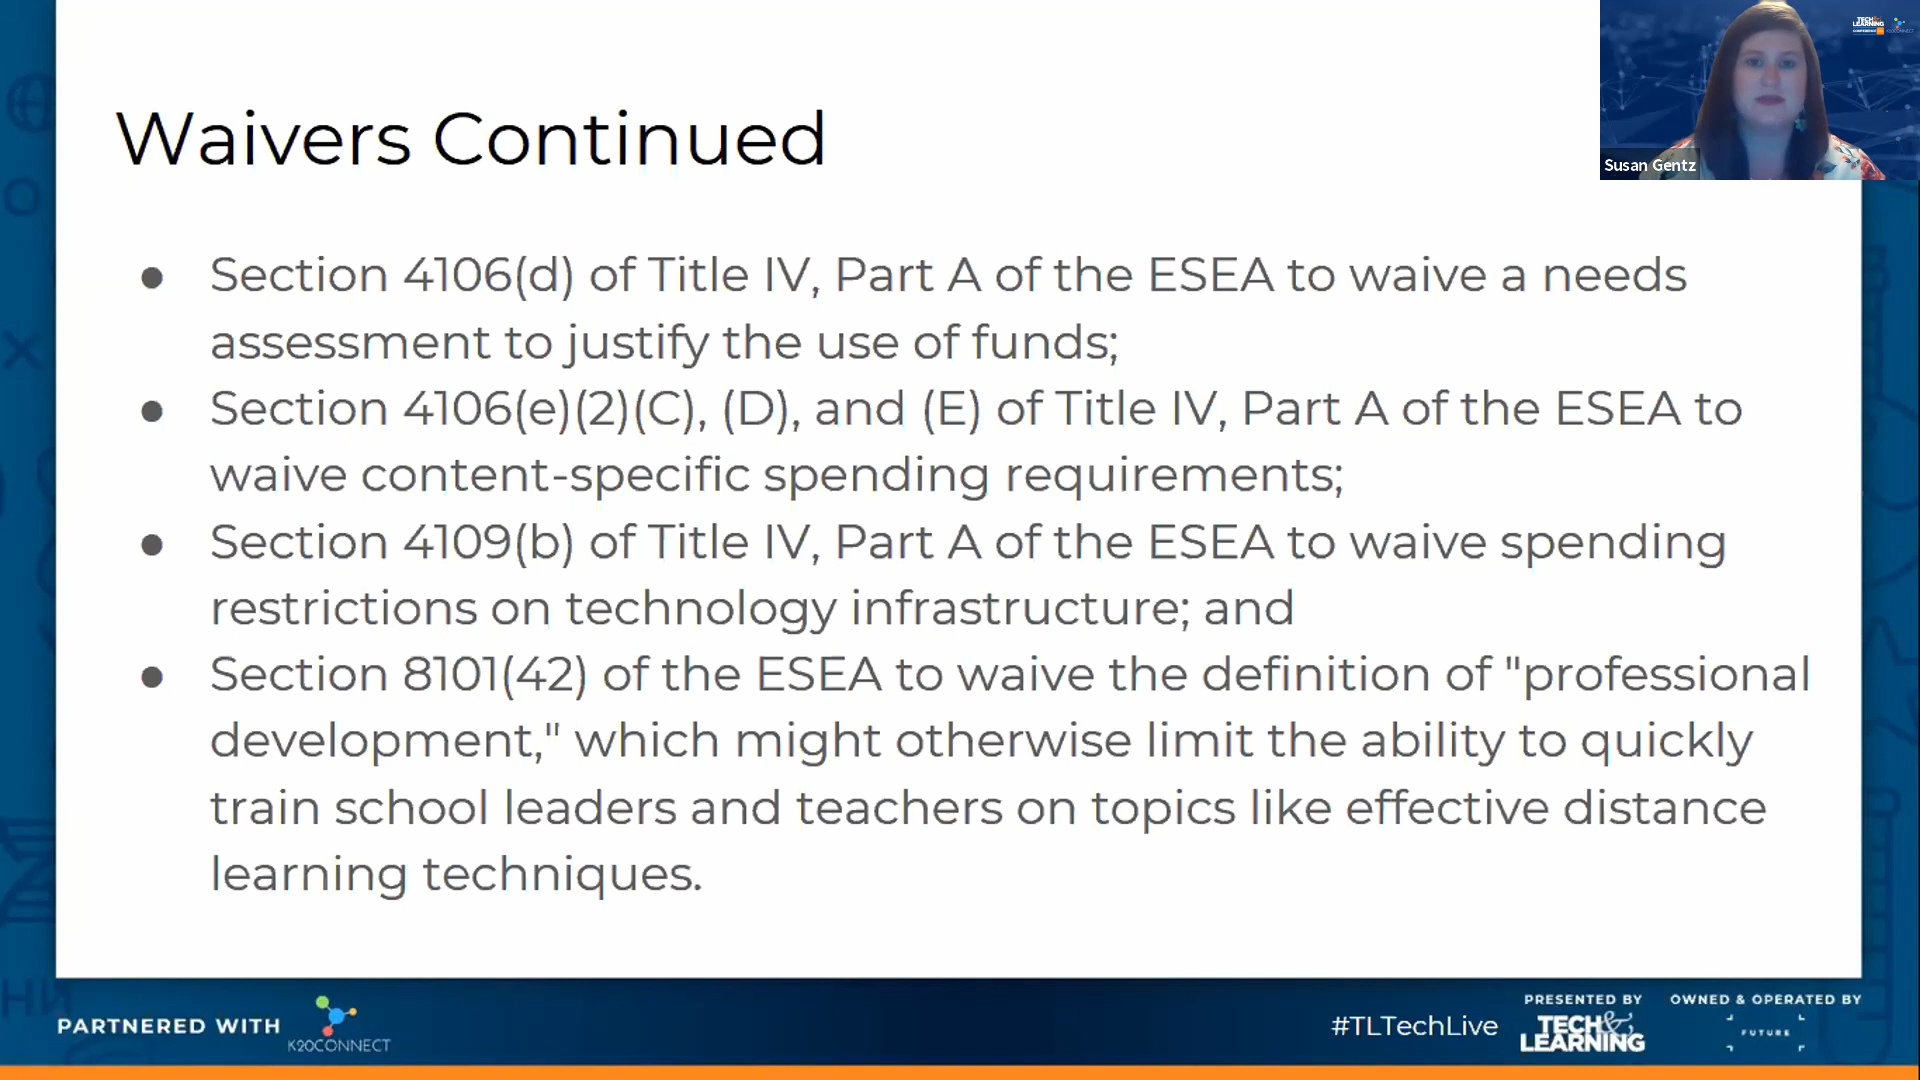 TECH& LEARNING
CONFERENCE
K20CONNECT
Susan Gentz
Waivers Continued
● Section 4106(d) of Title IV, Part A of the ESEA to waive a needs
assessment to justify the use of funds;
● Section 4106(e)(2)(C), (D), and (E) of Title IV, Part A of the ESEA to
waive content-specific spending requirements;
● Section 4109(b) of Title IV, Part A of the ESEA to waive spending
restrictions on technology infrastructure; and
● Section 8101(42) of the ESEA to waive the definition of "professional
development," which might otherwise limit the ability to quickly
train school leaders and teachers on topics like effective distance
learning techniques.
PARTNERED WITH
K20CONNECT
#TLTechLive
PRESENTED BY
TECH&
LEARNING
OWNED & OPERATED BY
FUTURE